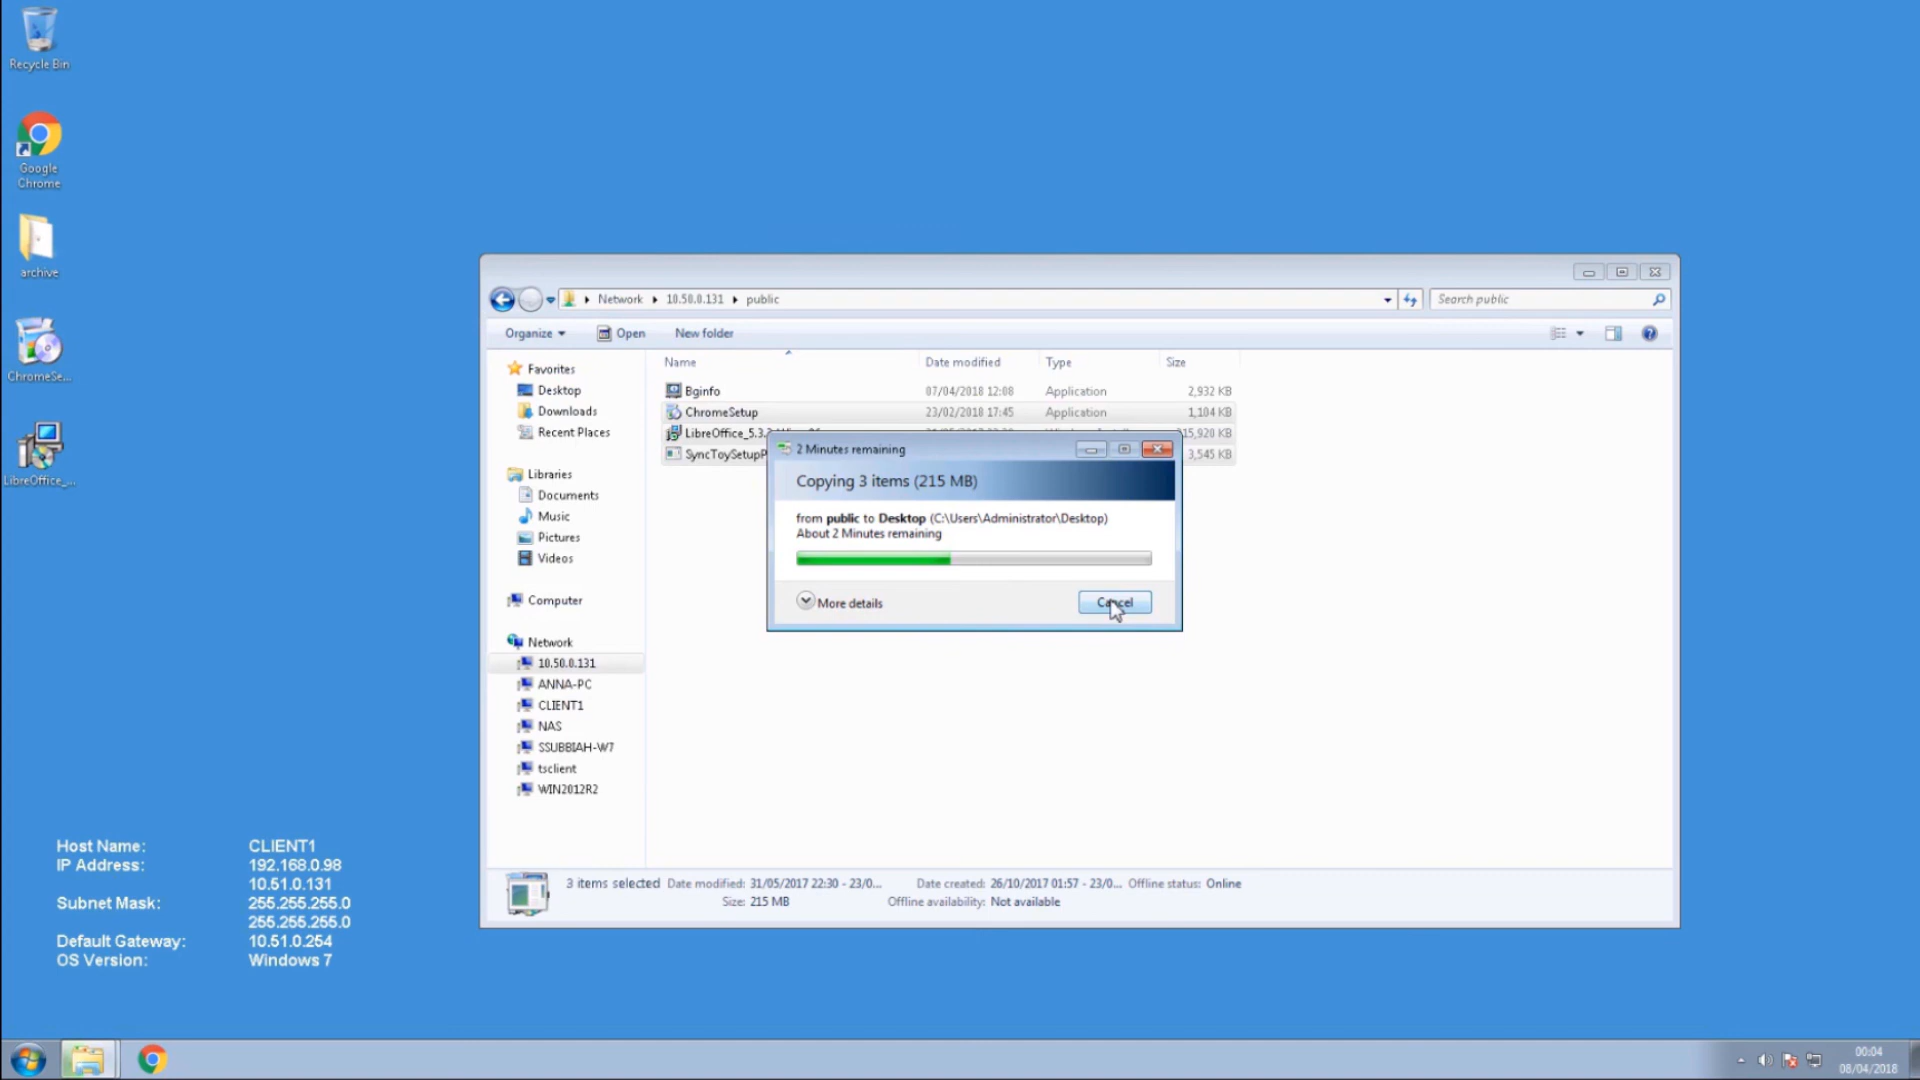 Recycle Bin
Google
Chrome
archive
ChromeSe...
LibreOffice_...
Network 10.50.0.131 public
Search public
Organize Open New folder
Name Date modified Type Size
Bginfo 07/04/2018 12:08 Application 2,932 KB
ChromeSetup 23/02/2018 17:45 Application 1,104 KB
LibreOffice_5.3. 15,920 KB
SyncToySetupP 3,545 KB
Favorites
Desktop
Downloads
Recent Places
Libraries
Documents
Music
Pictures
Videos
Computer
Network
10.50.0.131
ANNA-PC
CLIENT1
NAS
SSUBBIAH-W7
tsclient
WIN2012R2
2 Minutes remaining
Copying 3 items (215 MB)
from public to Desktop (C:\Users\Administrator\Desktop)
About 2 Minutes remaining
More details
Cancel
3 items selected Date modified: 31/05/2017 22:30 - 23/0... Date created: 26/10/2017 01:57 - 23/0... Offline status: Online
Size: 215 MB Offline availability: Not available
Host Name: CLIENT1
IP Address: 192.168.0.98
10.51.0.131
Subnet Mask: 255.255.255.0
255.255.255.0
Default Gateway: 10.51.0.254
OS Version: Windows 7
00:04
08/04/2018